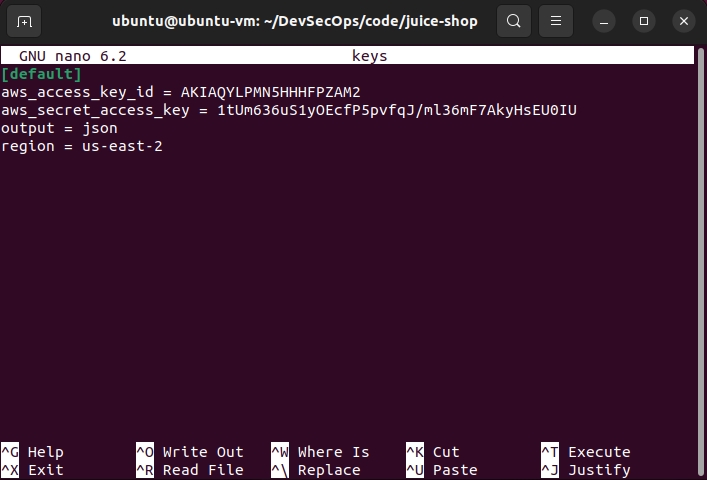 ubuntu@ubuntu-vm: ~/DevSecOps/code/juice-shop
GNU nano 6.2 keys
[default]
aws_access_key_id = AKIAQYLPMN5HHHFPZAM2
aws_secret_access_key = 1tUm636uS1yOEcfP5pvfqJ/ml36mF7AkyHsEU0IU
output = json
region = us-east-2
^G Help ^O Write Out ^W Where Is ^K Cut ^T Execute
^X Exit ^R Read File ^\ Replace ^U Paste ^J Justify